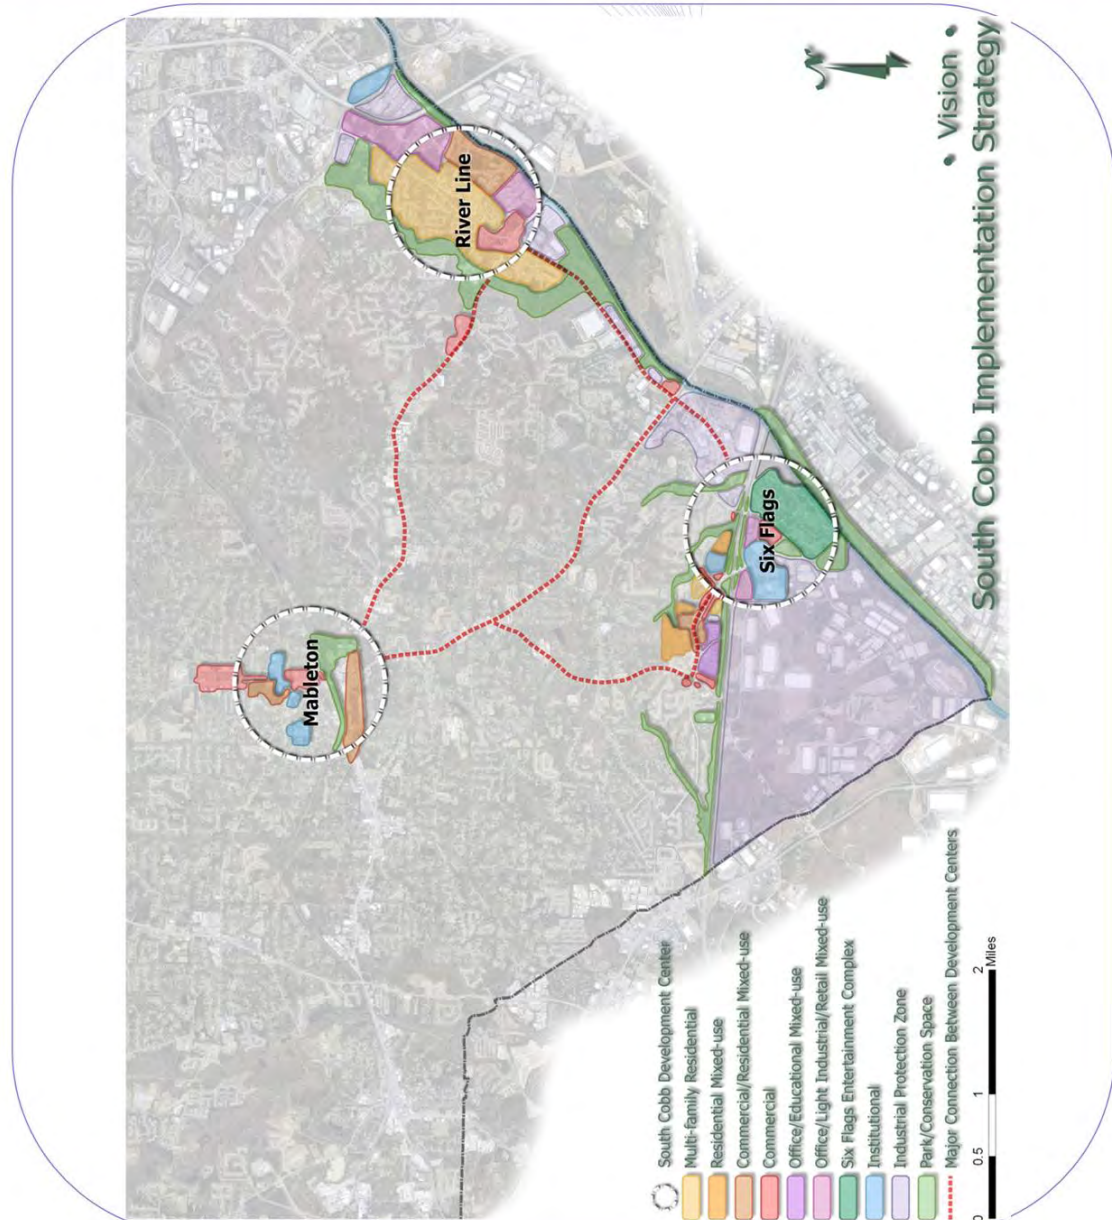 • Vision •
South Cobb Implementation Strategy
Mableton
River Line
Six Flags
South Cobb Development Center
Multi-family Residential
Residential Mixed-use
Commercial/Residential Mixed-use
Commercial
Office/Educational Mixed-use
Office/Light Industrial/Retail Mixed-use
Six Flags Entertainment Complex
Institutional
Industrial Protection Zone
Park/Conservation Space
Major Connection Between Development Centers
0 0.5 1 2
Miles